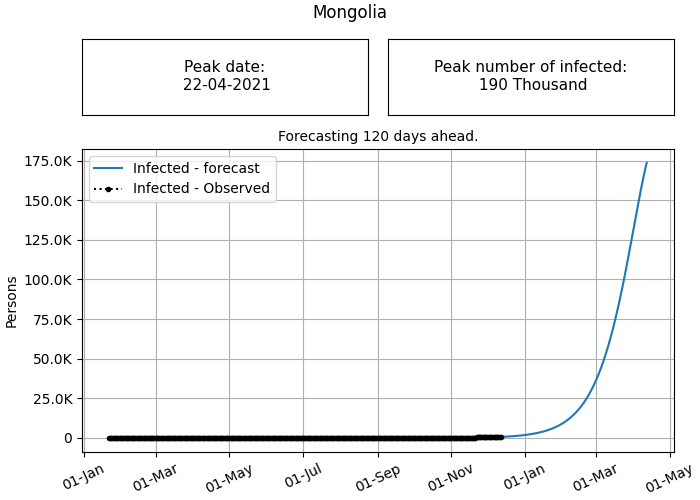 Mongolia
Peak date:
22-04-2021
Peak number of infected:
190 Thousand
Forecasting 120 days ahead.
Infected - forecast
Infected - Observed
Persons
175.0K
150.0K
125.0K
100.0K
75.0K
50.0K
25.0K
0
01-Jan
01-Mar
01-May
01-Jul
01-Sep
01-Nov
01-Jan
01-Mar
01-May